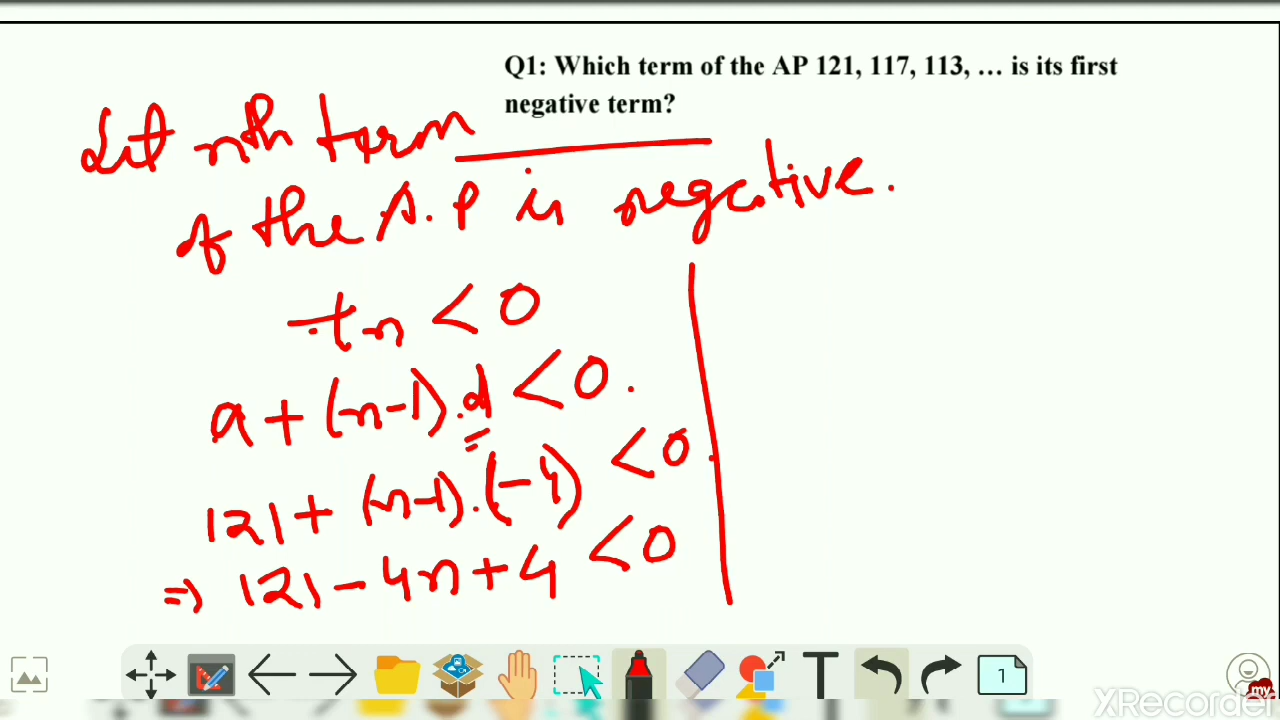 Q1: Which term of the AP 121, 117, 113, … is its first
negative term?
Let nth term
of the A.P is negative.
tn < 0
a + (n-1).d < 0.
121 + (n-1).(-4) < 0
⇒ 121 - 4n + 4 < 0
T
1
my
XRecorder